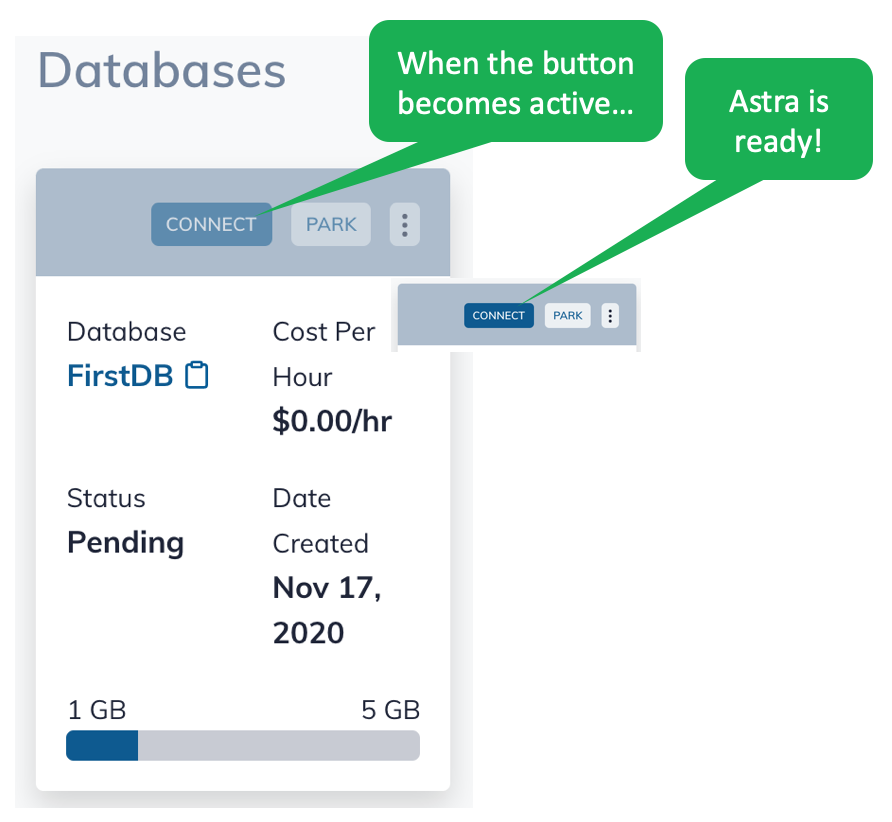 Databases
When the button
becomes active...
Astra is
ready!
CONNECT PARK
CONNECT PARK
Database
FirstDB
Cost Per
Hour
$0.00/hr
Status
Pending
Date
Created
Nov 17,
2020
1 GB 5 GB